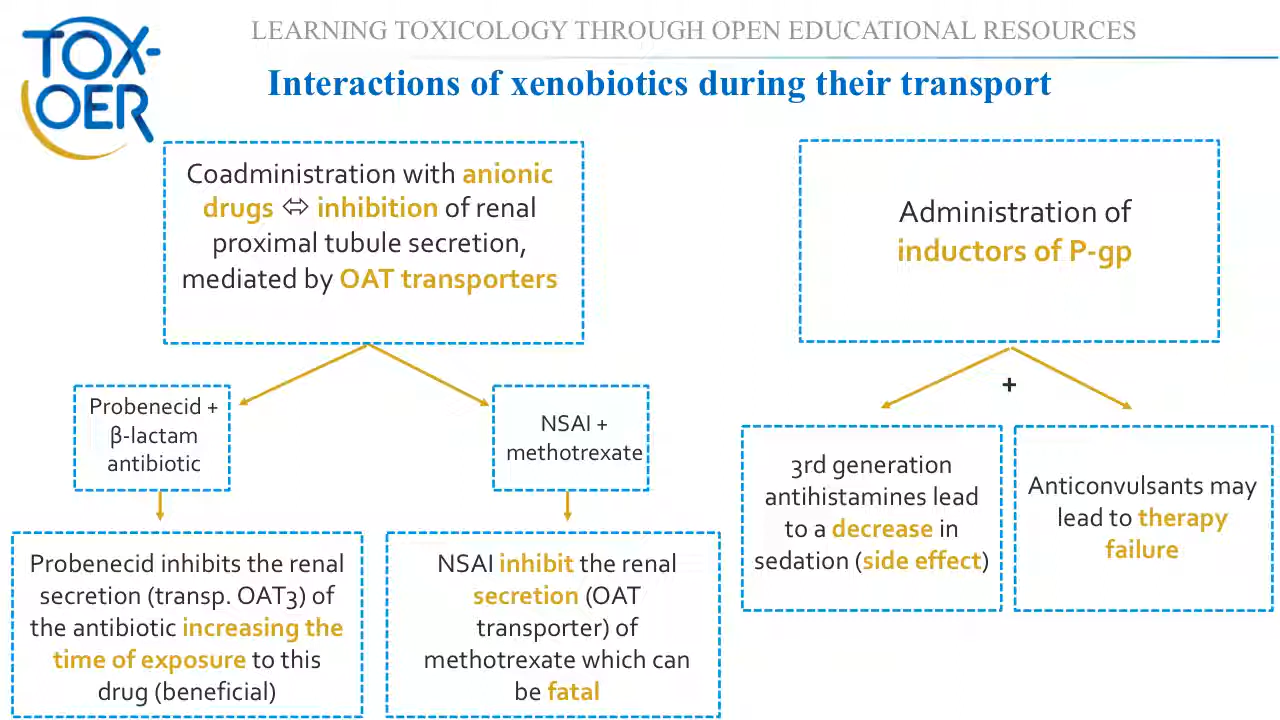 TOX-
OER
LEARNING TOXICOLOGY THROUGH OPEN EDUCATIONAL RESOURCES
Interactions of xenobiotics during their transport
Coadministration with anionic
drugs ⬄ inhibition of renal
proximal tubule secretion,
mediated by OAT transporters
Probenecid +
β-lactam
antibiotic
Probenecid inhibits the renal
secretion (transp. OAT3) of
the antibiotic increasing the
time of exposure to this
drug (beneficial)
NSAI +
methotrexate
NSAI inhibit the renal
secretion (OAT
transporter) of
methotrexate which can
be fatal
Administration of
inductors of P-gp
+
3rd generation
antihistamines lead
to a decrease in
sedation (side effect)
Anticonvulsants may
lead to therapy
failure